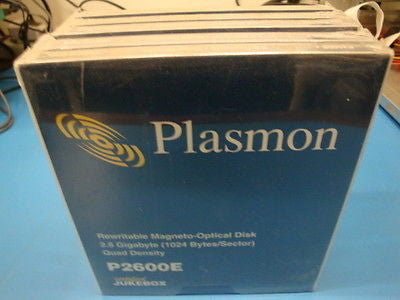 Plasmon
Rewritable Magneto-Optical Disk
2.6 Gigabyte (1024 Bytes/Sector)
Quad Density
P2600E
JUKEBOX